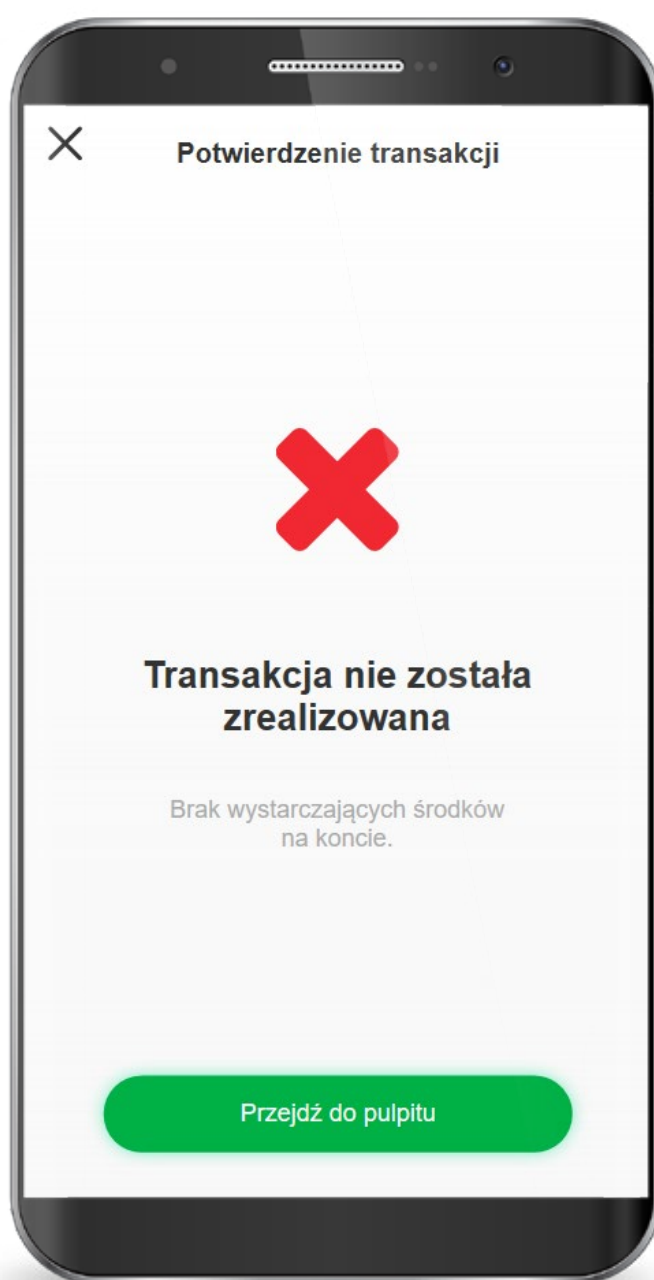 Potwierdzenie transakcji
Transakcja nie została
zrealizowana
Brak wystarczających środków
na koncie.
Przejdź do pulpitu